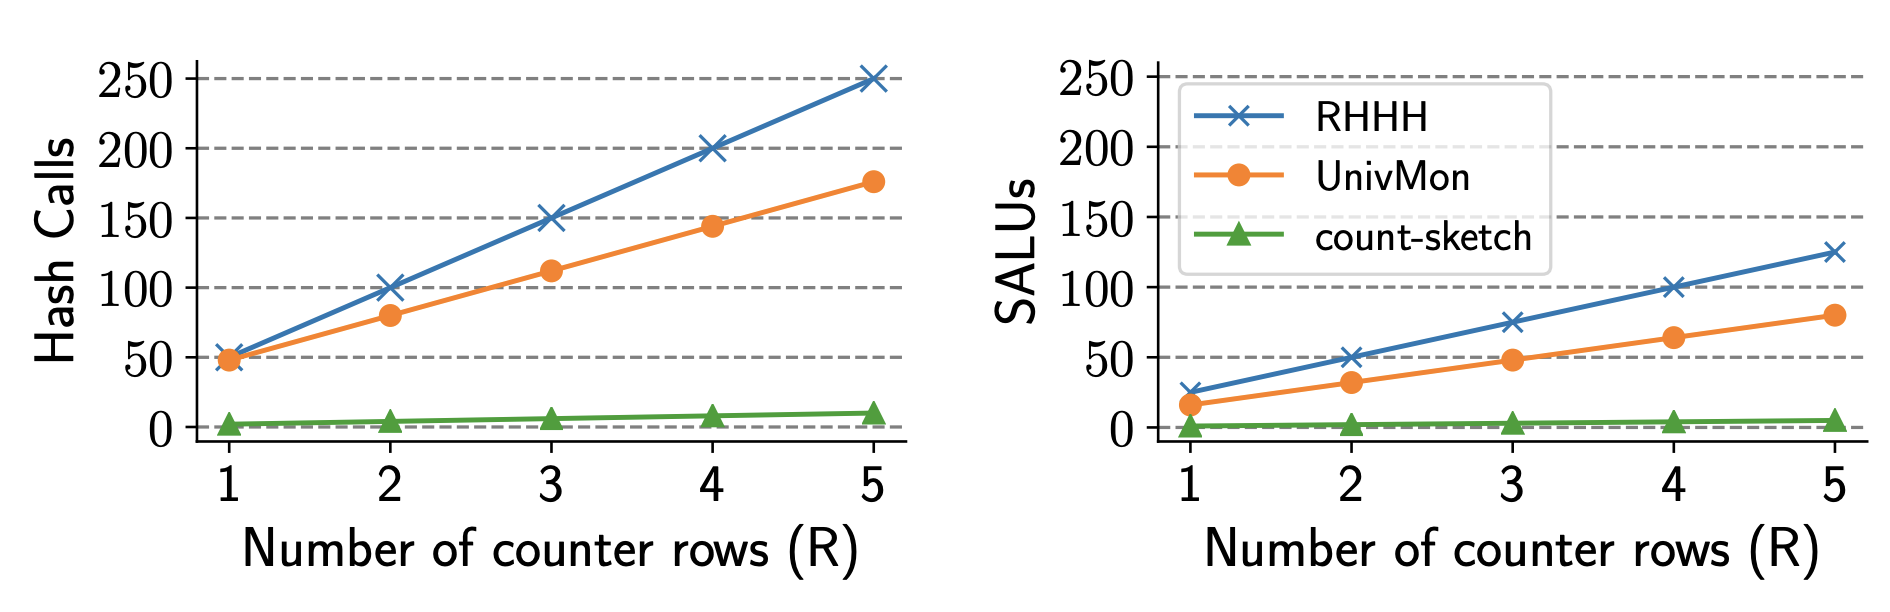 250
200
150
100
50
0
Hash Calls
1 2 3 4 5
Number of counter rows (R)
250
200
150
100
50
0
SALUs
RHHH
UnivMon
count-sketch
1 2 3 4 5
Number of counter rows (R)